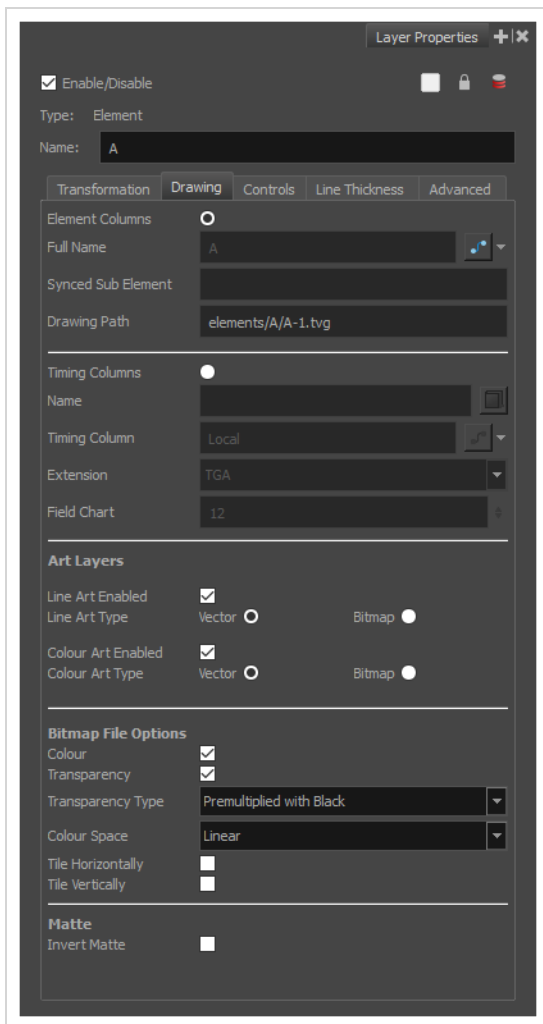 Layer Properties
Enable/Disable
Type: Element
Name: A
Transformation Drawing Controls Line Thickness Advanced
Element Columns
Full Name A
Synced Sub Element
Drawing Path elements/A/A-1.tvg
Timing Columns
Name
Timing Column Local
Extension TGA
Field Chart 12
Art Layers
Line Art Enabled
Line Art Type Vector Bitmap
Colour Art Enabled
Colour Art Type Vector Bitmap
Bitmap File Options
Colour
Transparency
Transparency Type Premultiplied with Black
Colour Space Linear
Tile Horizontally
Tile Vertically
Matte
Invert Matte